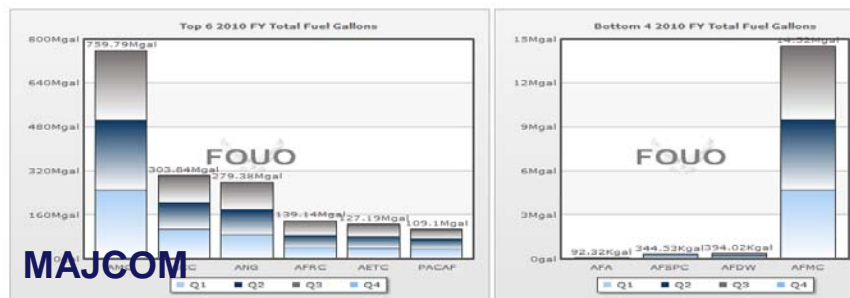 Top 6 2010 FY Total Fuel Gallons
800Mgal
759.79Mgal
640Mgal
480Mgal
320Mgal
303.64Mgal
279.38Mgal
160Mgal
139.14Mgal
127.19Mgal
109.1Mgal
FOUO
ANG
AFRC
AETC
PACAF
MAJCOM
Q1
Q2
Q3
Q4
Bottom 4 2010 FY Total Fuel Gallons
15Mgal
14.52Mgal
12Mgal
9Mgal
6Mgal
3Mgal
0gal
FOUO
92.32Kgal
344.53Kgal
394.02Kgal
AFA
AFSPC
AFDW
AFMC
Q1
Q2
Q3
Q4